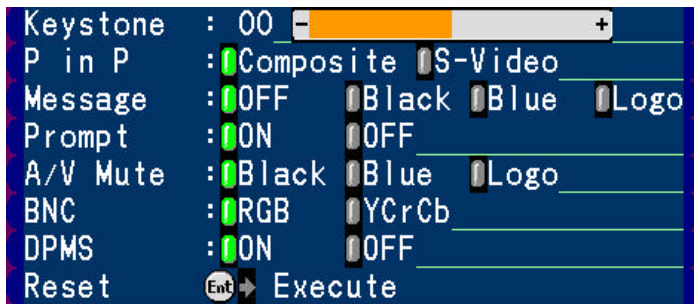 Keystone : 00 - +
P in P : Composite S-Video
Message : OFF Black Blue Logo
Prompt : ON OFF
A/V Mute : Black Blue Logo
BNC : RGB YCrCb
DPMS : ON OFF
Reset Ent Execute